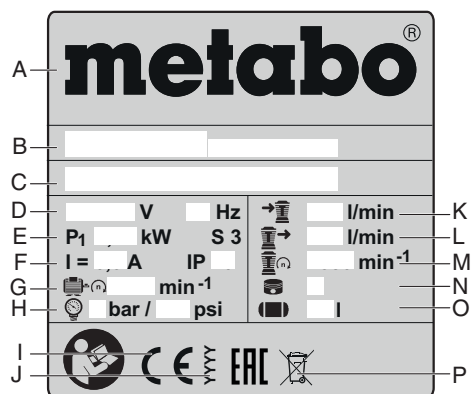 metabo®
A
B
C
D V Hz
E P1 kW S 3
F I = A IP
G min-1
H bar / psi
l/min K
l/min L
min-1 M
N
l O
I
J CE EAC P